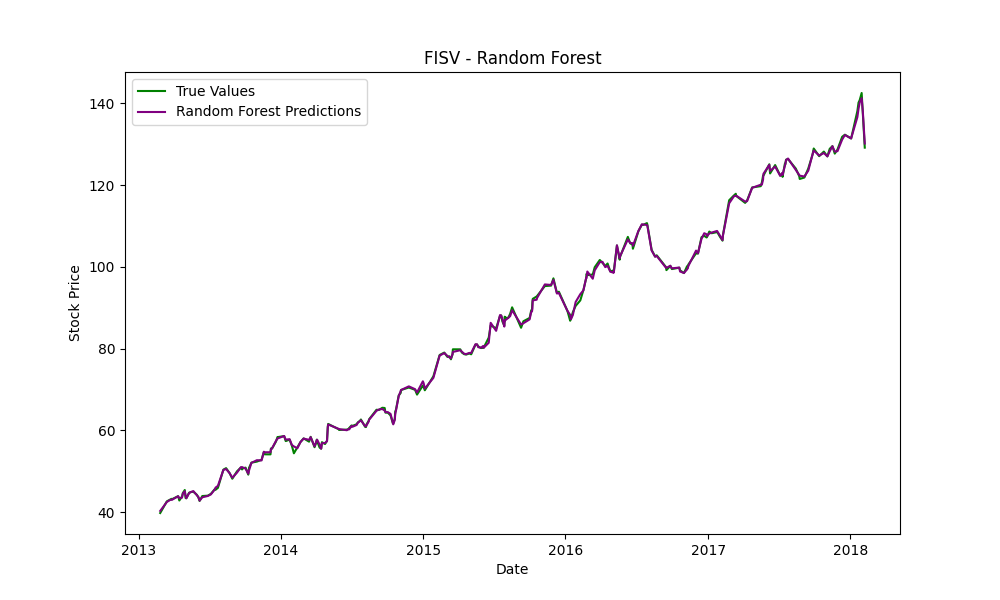 FISV - Random Forest
True Values
Random Forest Predictions
Stock Price
140
120
100
80
60
40
2013
2014
2015
2016
2017
2018
Date